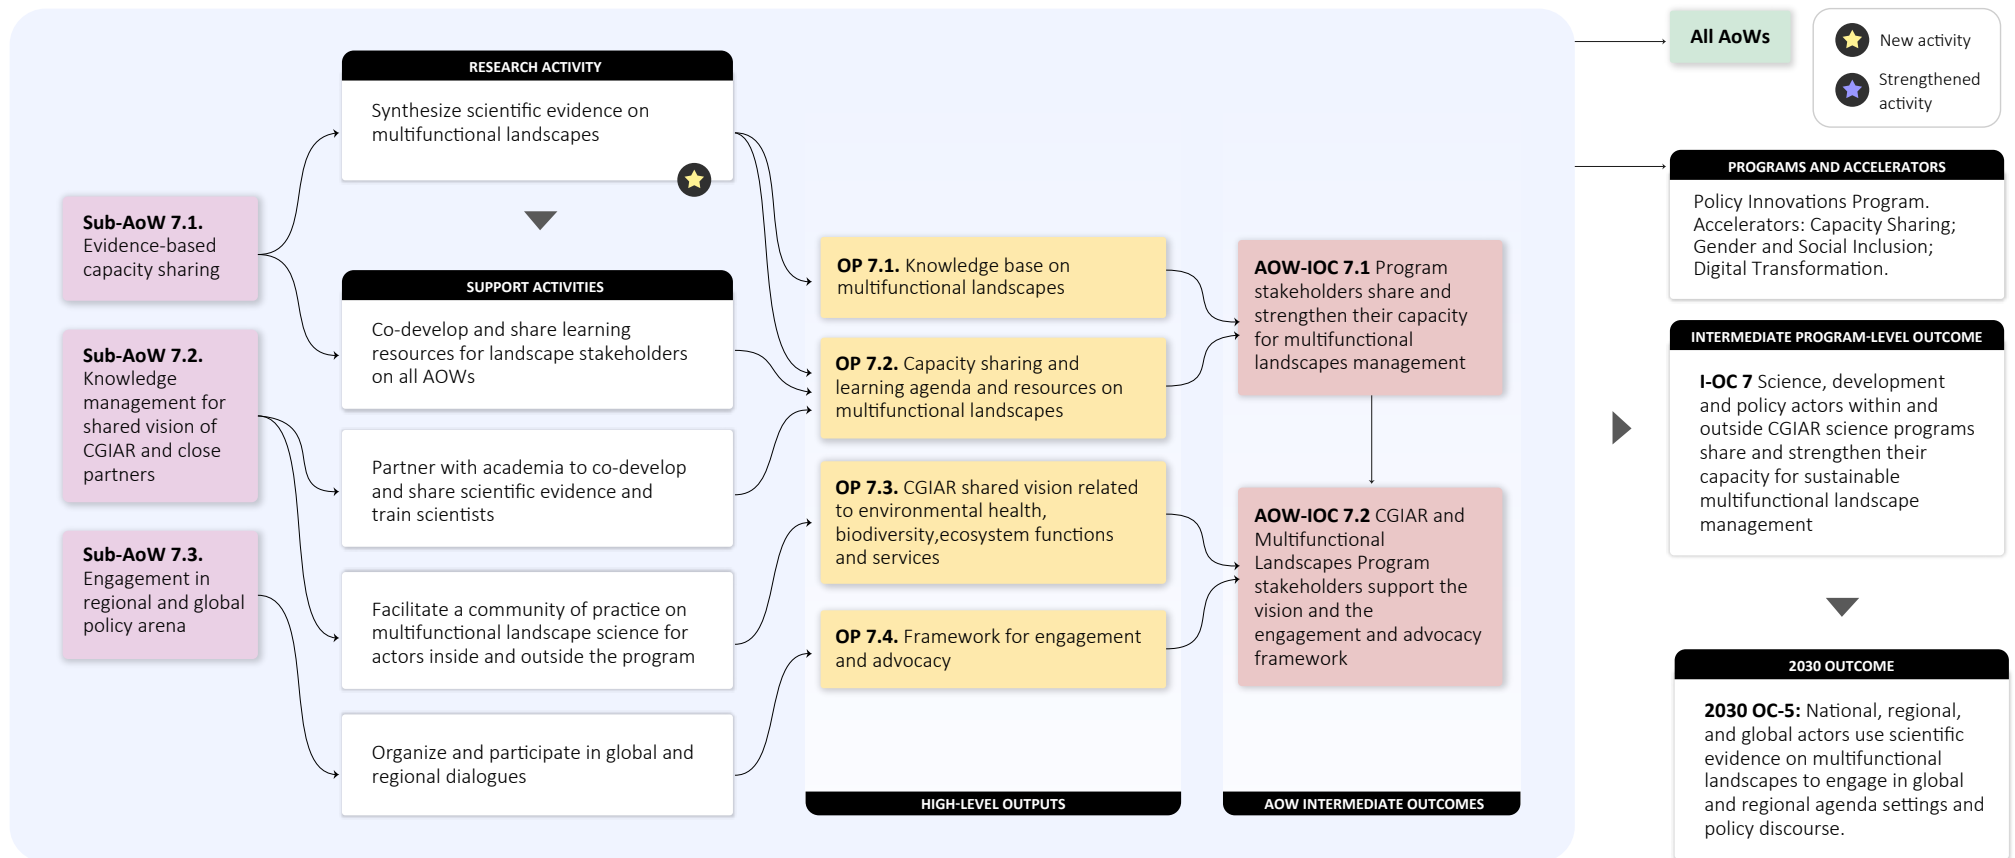 Sub-AoW 7.1.
Evidence-based
capacity sharing
Sub-AoW 7.2.
Knowledge
management for
shared vision of
CGIAR and close
partners
Sub-AoW 7.3.
Engagement in
regional and global
policy arena
RESEARCH ACTIVITY
Synthesize scientific evidence on
multifunctional landscapes
SUPPORT ACTIVITIES
Co-develop and share learning
resources for landscape stakeholders
on all AOWs
Partner with academia to co-develop
and share scientific evidence and
train scientists
Facilitate a community of practice on
multifunctional landscape science for
actors inside and outside the program
Organize and participate in global and
regional dialogues
OP 7.1. Knowledge base on
multifunctional landscapes
OP 7.2. Capacity sharing and
learning agenda and resources on
multifunctional landscapes
OP 7.3. CGIAR shared vision related
to environmental health,
biodiversity,ecosystem functions
and services
OP 7.4. Framework for engagement
and advocacy
HIGH-LEVEL OUTPUTS
AOW-IOC 7.1 Program
stakeholders share and
strengthen their capacity
for multifunctional
landscapes management
AOW-IOC 7.2 CGIAR and
Multifunctional
Landscapes Program
stakeholders support the
vision and the
engagement and advocacy
framework
AOW INTERMEDIATE OUTCOMES
All AoWs
New activity
Strengthened
activity
PROGRAMS AND ACCELERATORS
Policy Innovations Program.
Accelerators: Capacity Sharing;
Gender and Social Inclusion;
Digital Transformation.
INTERMEDIATE PROGRAM-LEVEL OUTCOME
I-OC 7 Science, development
and policy actors within and
outside CGIAR science programs
share and strengthen their
capacity for sustainable
multifunctional landscape
management
2030 OUTCOME
2030 OC-5: National, regional,
and global actors use scientific
evidence on multifunctional
landscapes to engage in global
and regional agenda settings and
policy discourse.